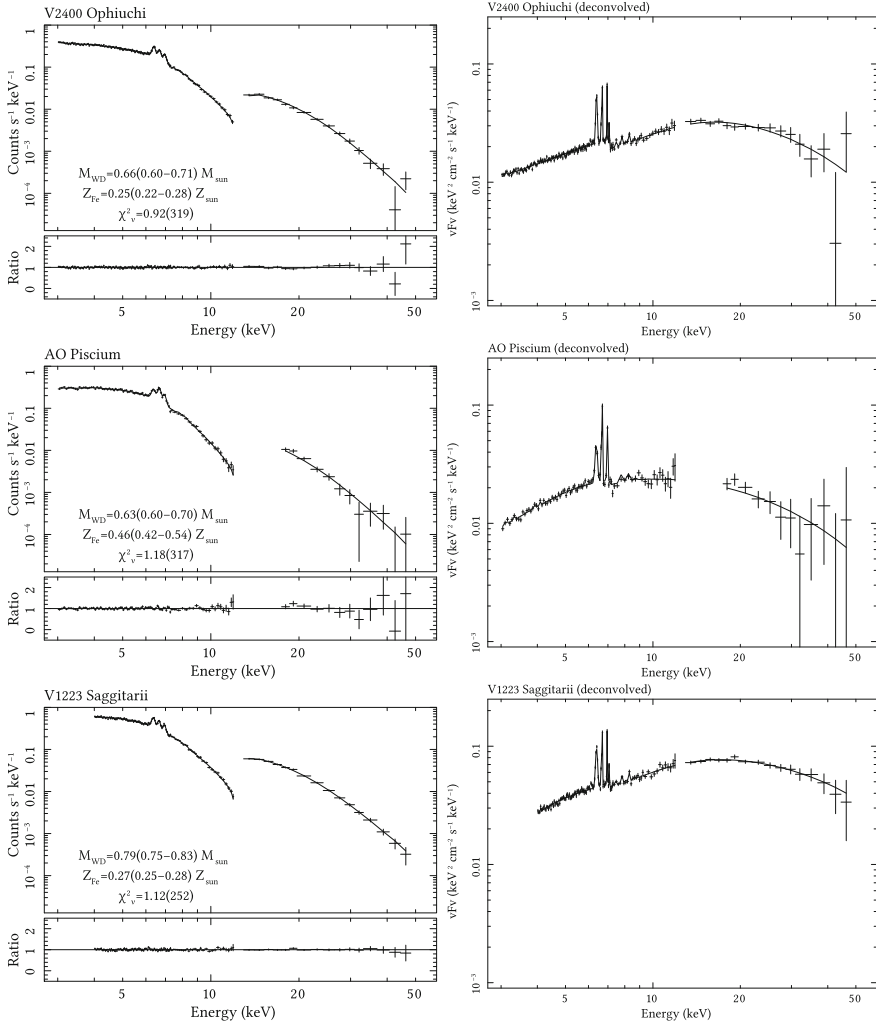 V2400 Ophiuchi
Counts s⁻¹ keV⁻¹
1
0.1
0.01
10⁻³
10⁻⁴
M_WD=0.66(0.60−0.71) M_sun
Z_Fe=0.25(0.22−0.28) Z_sun
χ²_ν=0.92(319)
Ratio
2
1
0
5 10 20 50
Energy (keV)
V2400 Ophiuchi (deconvolved)
νFν (keV² cm⁻² s⁻¹ keV⁻¹)
0.1
0.01
10⁻³
5 10 20 50
Energy (keV)
AO Piscium
Counts s⁻¹ keV⁻¹
1
0.1
0.01
10⁻³
10⁻⁴
M_WD=0.63(0.60−0.70) M_sun
Z_Fe=0.46(0.42−0.54) Z_sun
χ²_ν=1.18(317)
Ratio
2
1
0
5 10 20 50
Energy (keV)
AO Piscium (deconvolved)
νFν (keV² cm⁻² s⁻¹ keV⁻¹)
0.1
0.01
10⁻³
5 10 20 50
Energy (keV)
V1223 Saggitarii
Counts s⁻¹ keV⁻¹
1
0.1
0.01
10⁻³
10⁻⁴
M_WD=0.79(0.75−0.83) M_sun
Z_Fe=0.27(0.25−0.28) Z_sun
χ²_ν=1.12(252)
Ratio
2
1
0
5 10 20 50
Energy (keV)
V1223 Saggitarii (deconvolved)
νFν (keV² cm⁻² s⁻¹ keV⁻¹)
0.1
0.01
10⁻³
5 10 20 50
Energy (keV)